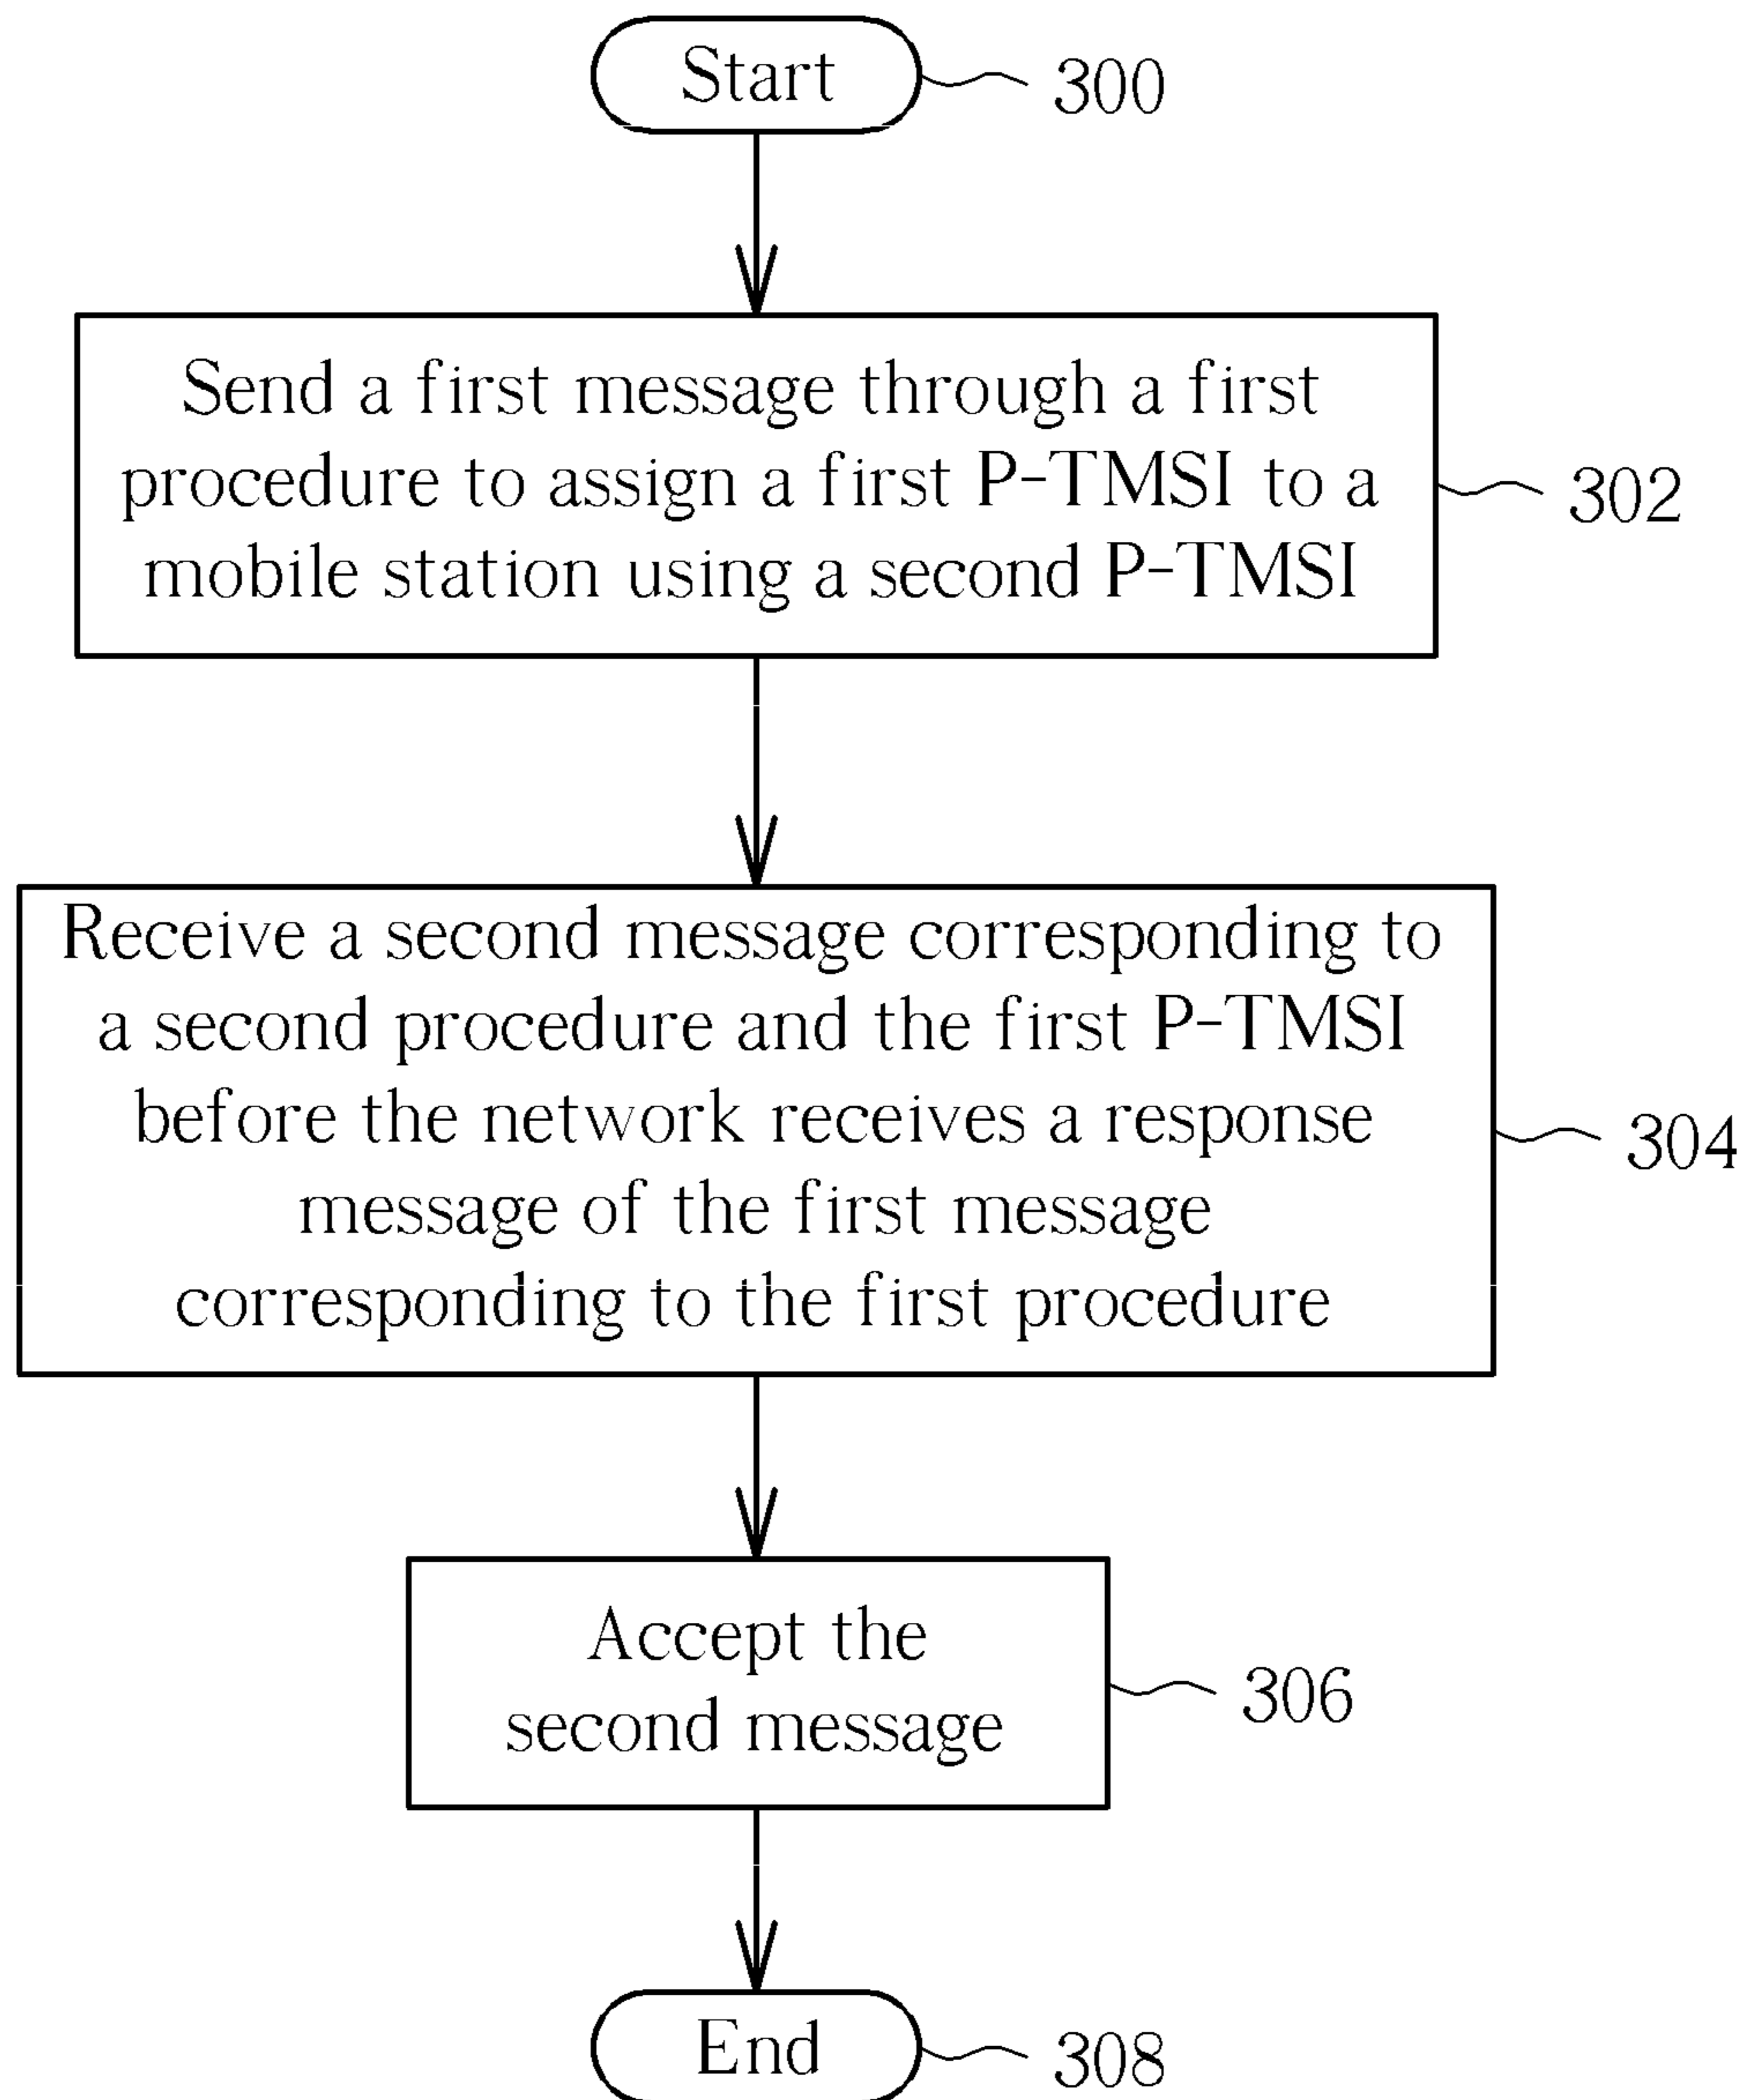 Start
300
Send a first message through a first
procedure to assign a first P-TMSI to a
mobile station using a second P-TMSI
302
Receive a second message corresponding to
a second procedure and the first P-TMSI
before the network receives a response
message of the first message
corresponding to the first procedure
304
Accept the
second message
306
End
308